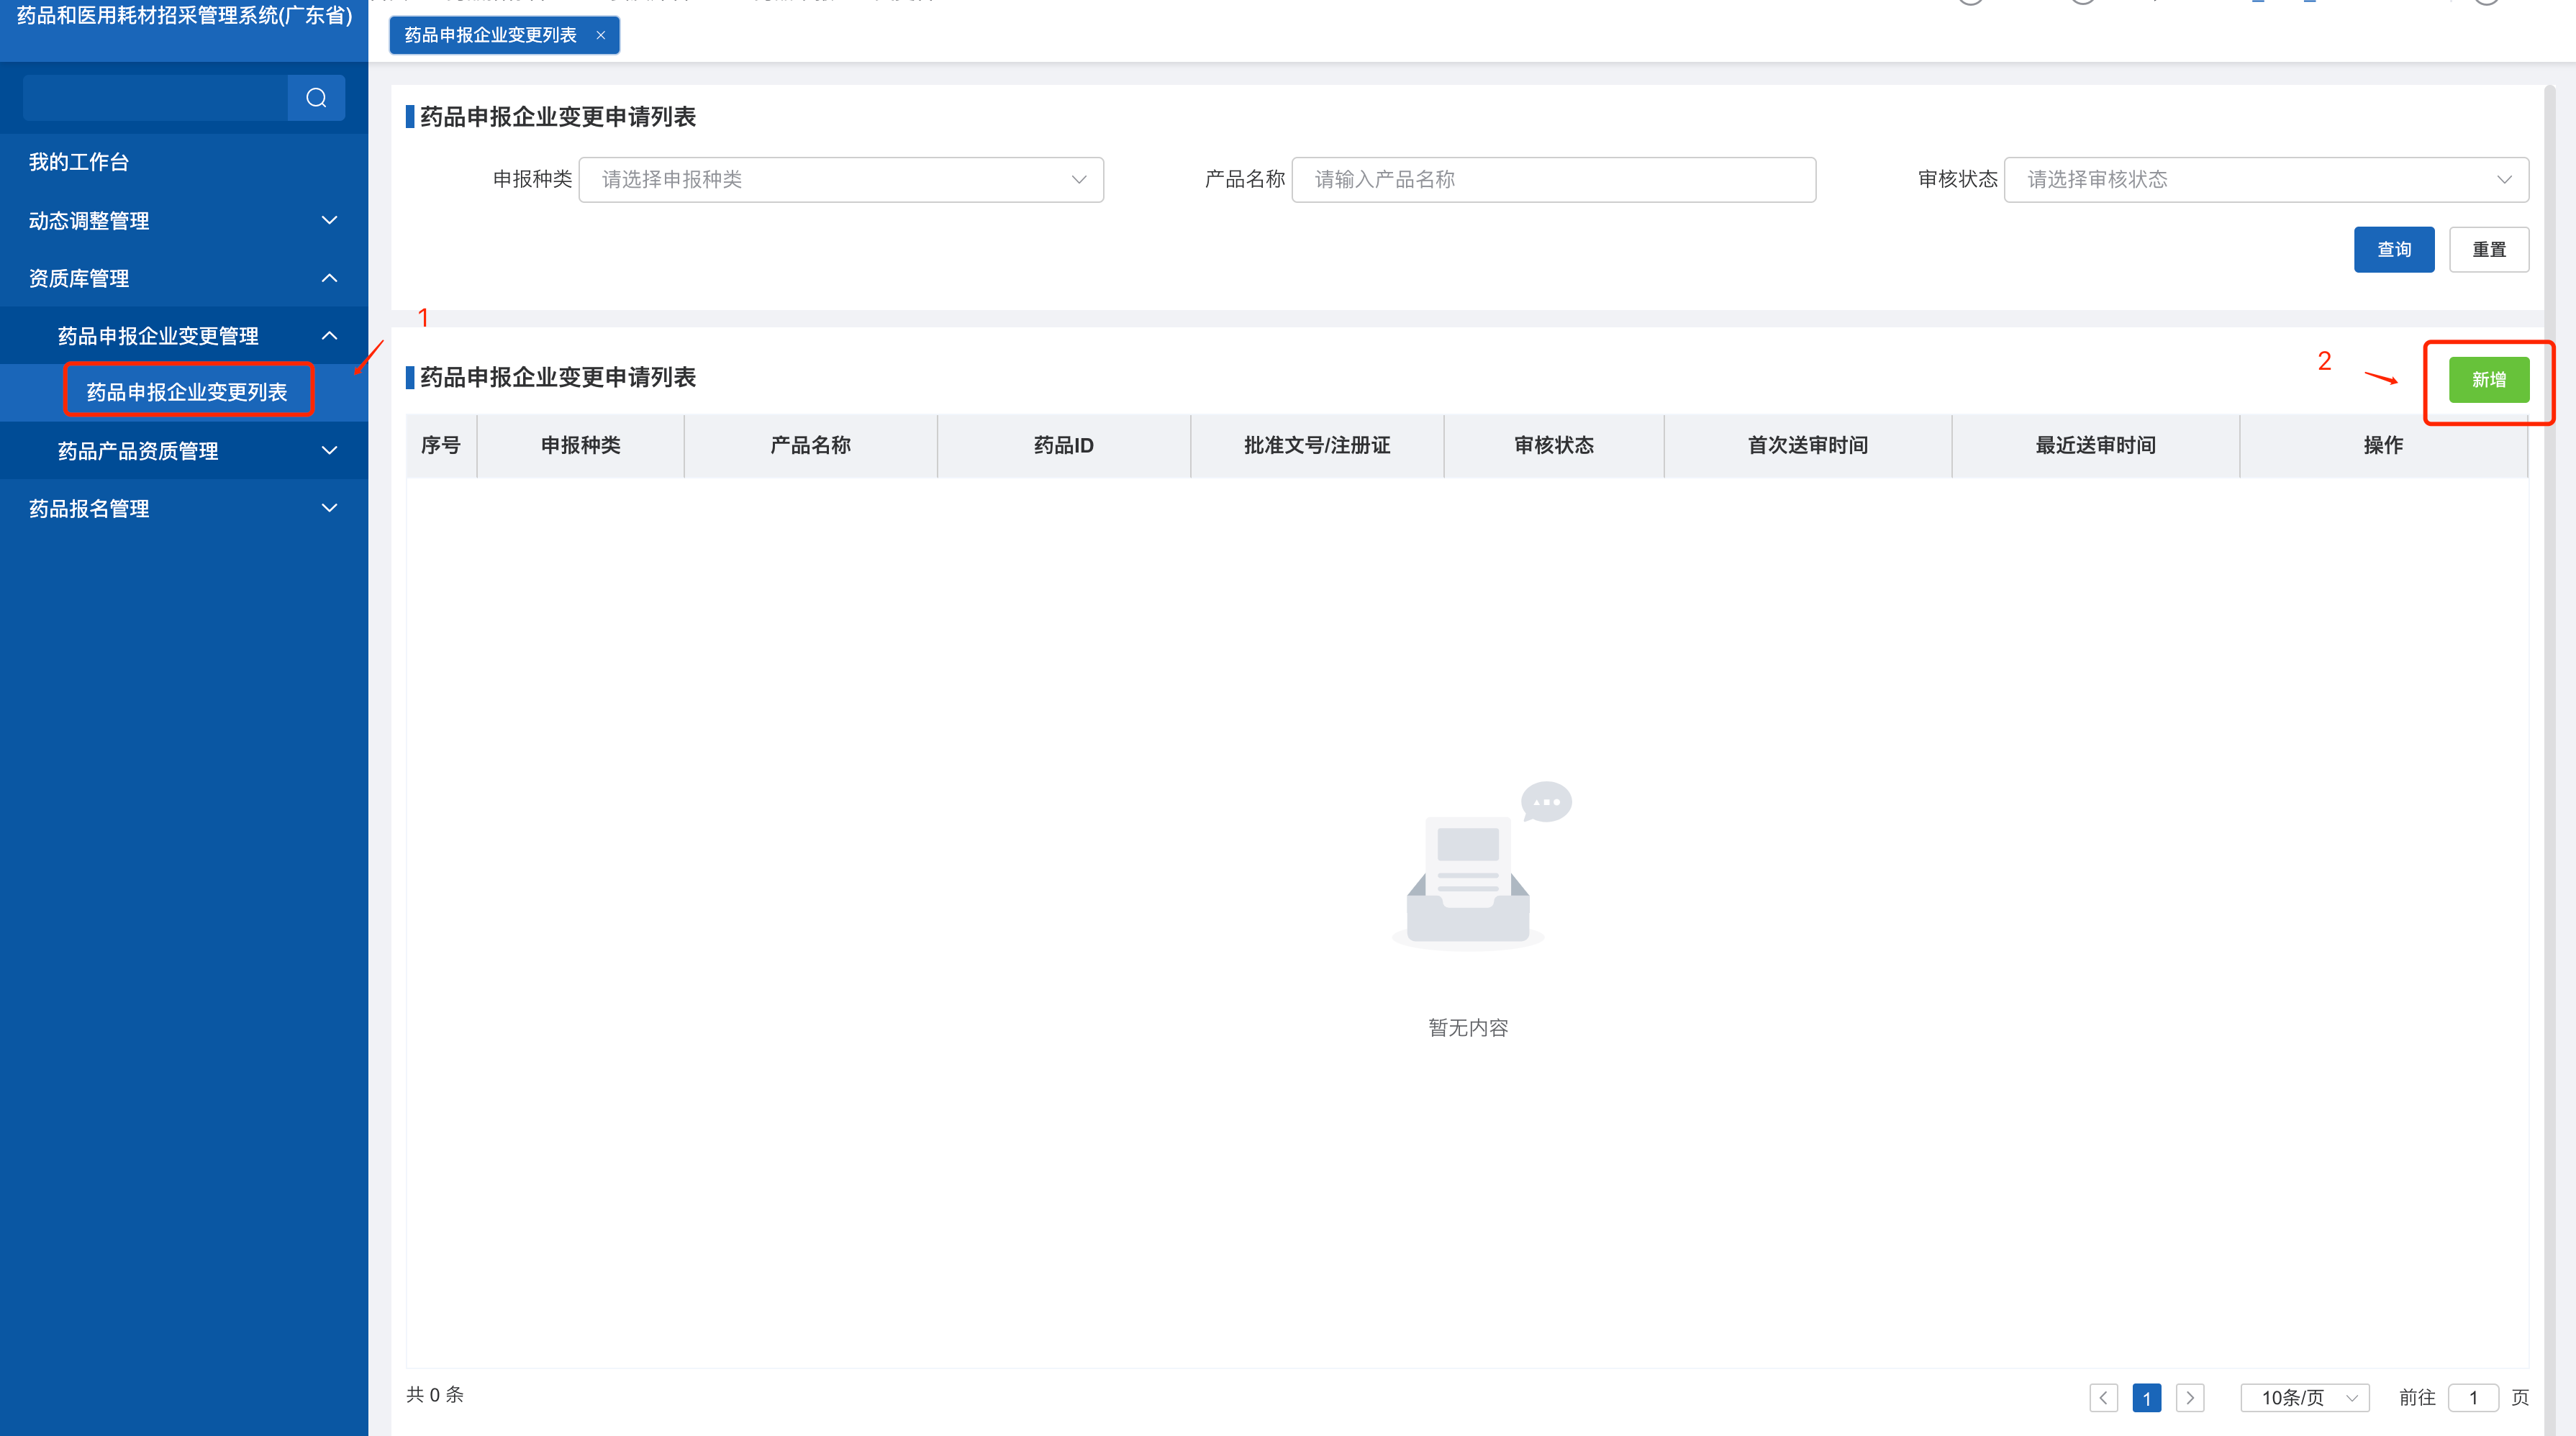 药品和医用耗材招采管理系统(广东省)
药品申报企业变更列表 ×
我的工作台
动态调整管理
资质库管理
药品申报企业变更管理
药品申报企业变更列表
药品产品资质管理
药品报名管理
1
药品申报企业变更申请列表
申报种类 请选择申报种类 产品名称 请输入产品名称 审核状态 请选择审核状态
查询 重置
药品申报企业变更申请列表
2
新增
序号 申报种类 产品名称 药品ID 批准文号/注册证 审核状态 首次送审时间 最近送审时间 操作
暂无内容
共 0 条
1 10条/页 前往 1 页